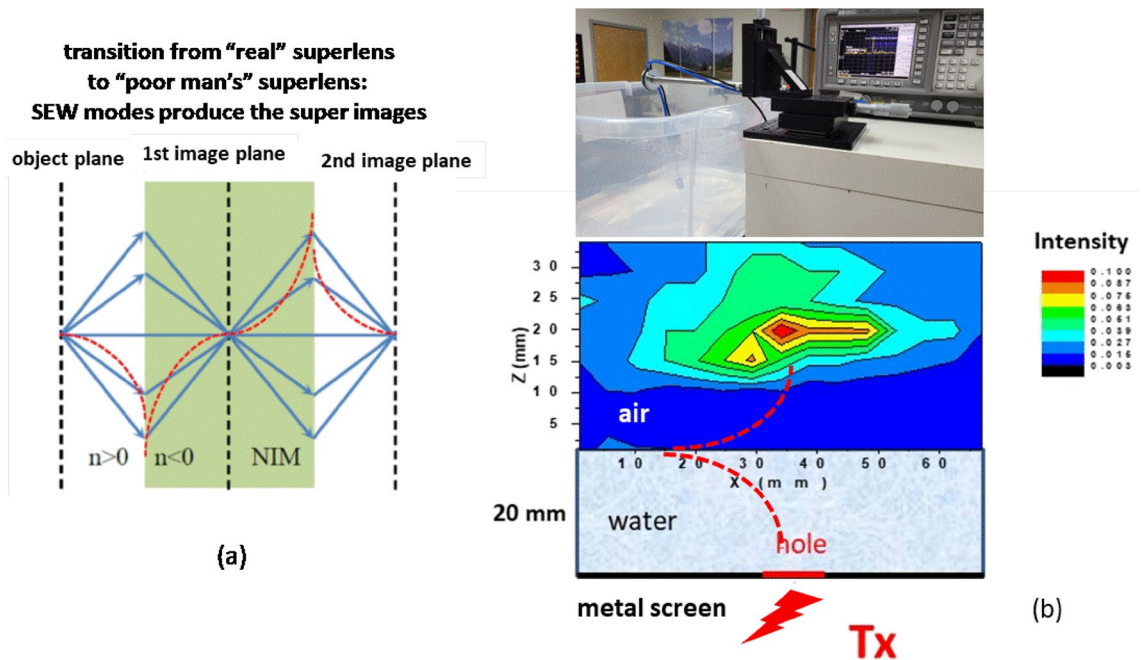 transition from “real” superlens
to “poor man’s” superlens:
SEW modes produce the super images
object plane
1st image plane
2nd image plane
n>0
n<0
NIM
(a)
Intensity
0.100
0.087
0.075
0.063
0.051
0.039
0.027
0.015
0.003
Z (mm)
30
25
20
15
10
5
air
10 20 30 40 50 60
X (mm)
20 mm
water
hole
metal screen
Tx
(b)